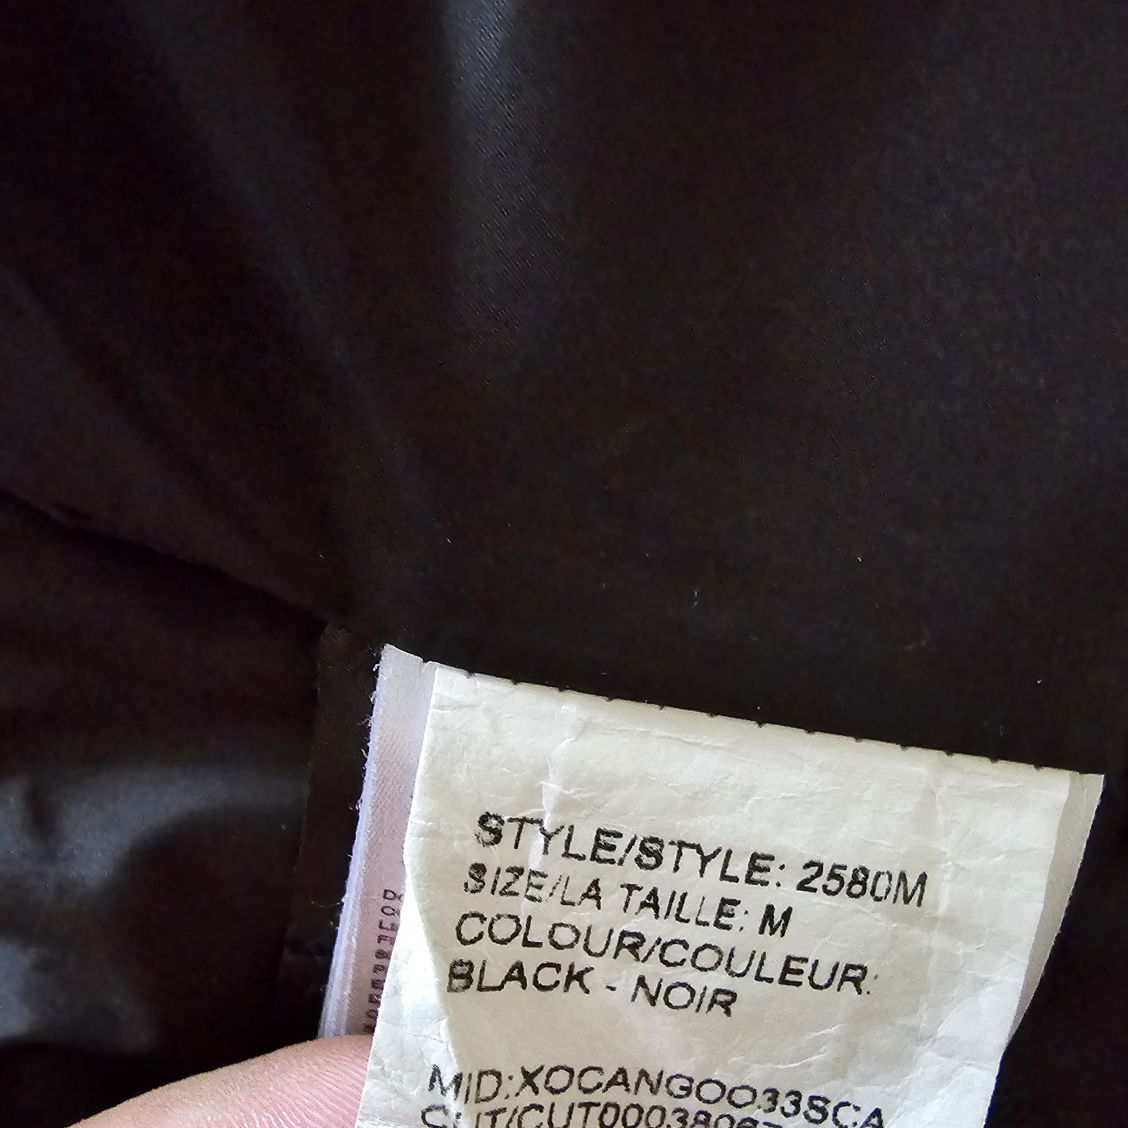 STYLE/STYLE: 2580M
SIZE/LA TAILLE: M
COLOUR/COULEUR:
BLACK - NOIR
MID:XOCANGOO33SCA